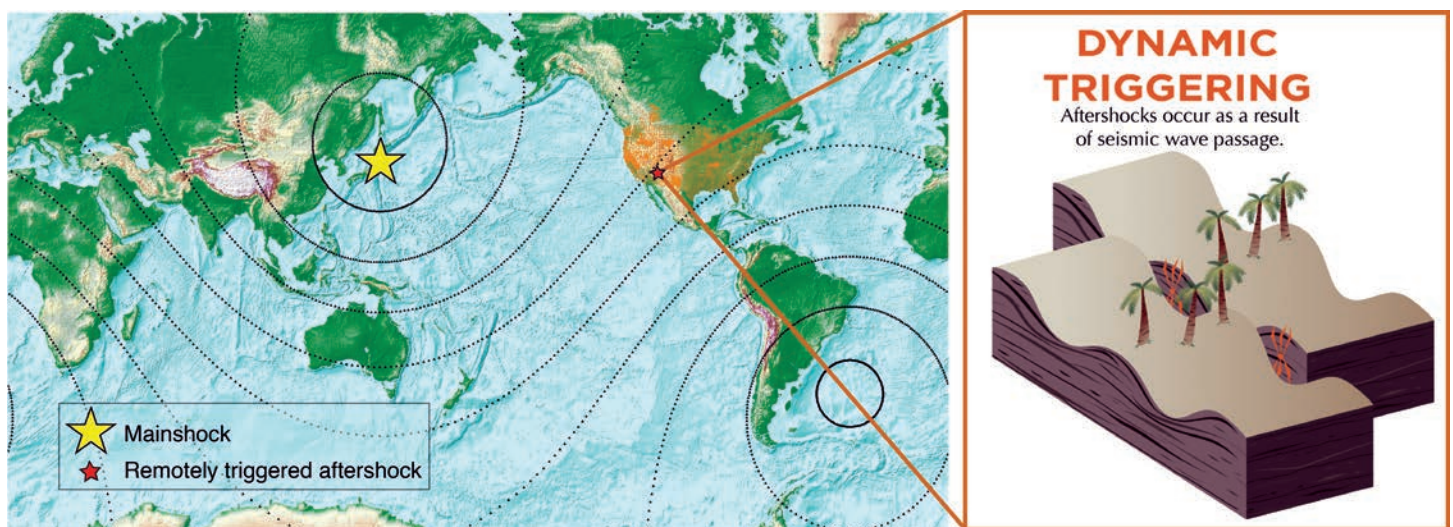 Mainshock
Remotely triggered aftershock
DYNAMIC
TRIGGERING
Aftershocks occur as a result
of seismic wave passage.